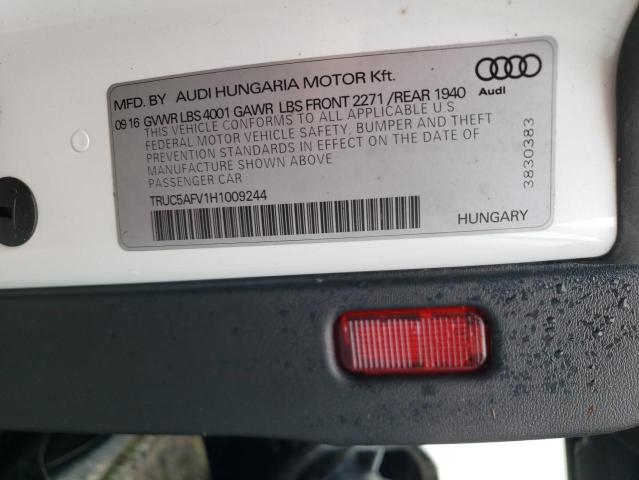 MFD. BY AUDI HUNGARIA MOTOR Kft.
09 16 GVWR LBS 4001 GAWR LBS FRONT 2271 /REAR 1940
THIS VEHICLE CONFORMS TO ALL APPLICABLE U.S.
FEDERAL MOTOR VEHICLE SAFETY, BUMPER AND THEFT
PREVENTION STANDARDS IN EFFECT ON THE DATE OF
MANUFACTURE SHOWN ABOVE
PASSENGER CAR
TRUC5AFV1H1009244
Audi
3830383
HUNGARY